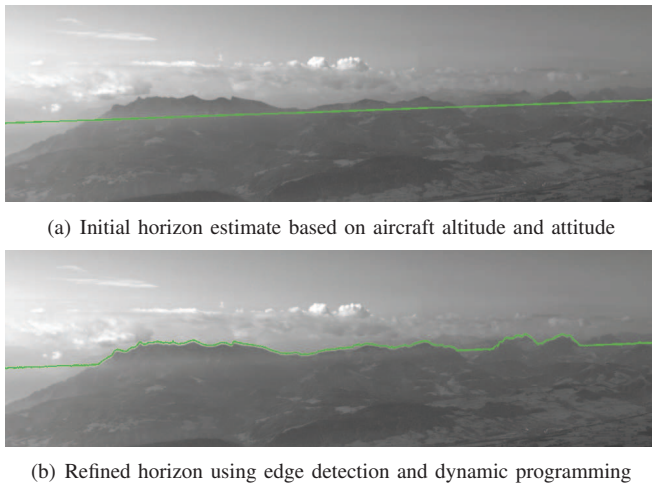 (a) Initial horizon estimate based on aircraft altitude and attitude
(b) Refined horizon using edge detection and dynamic programming